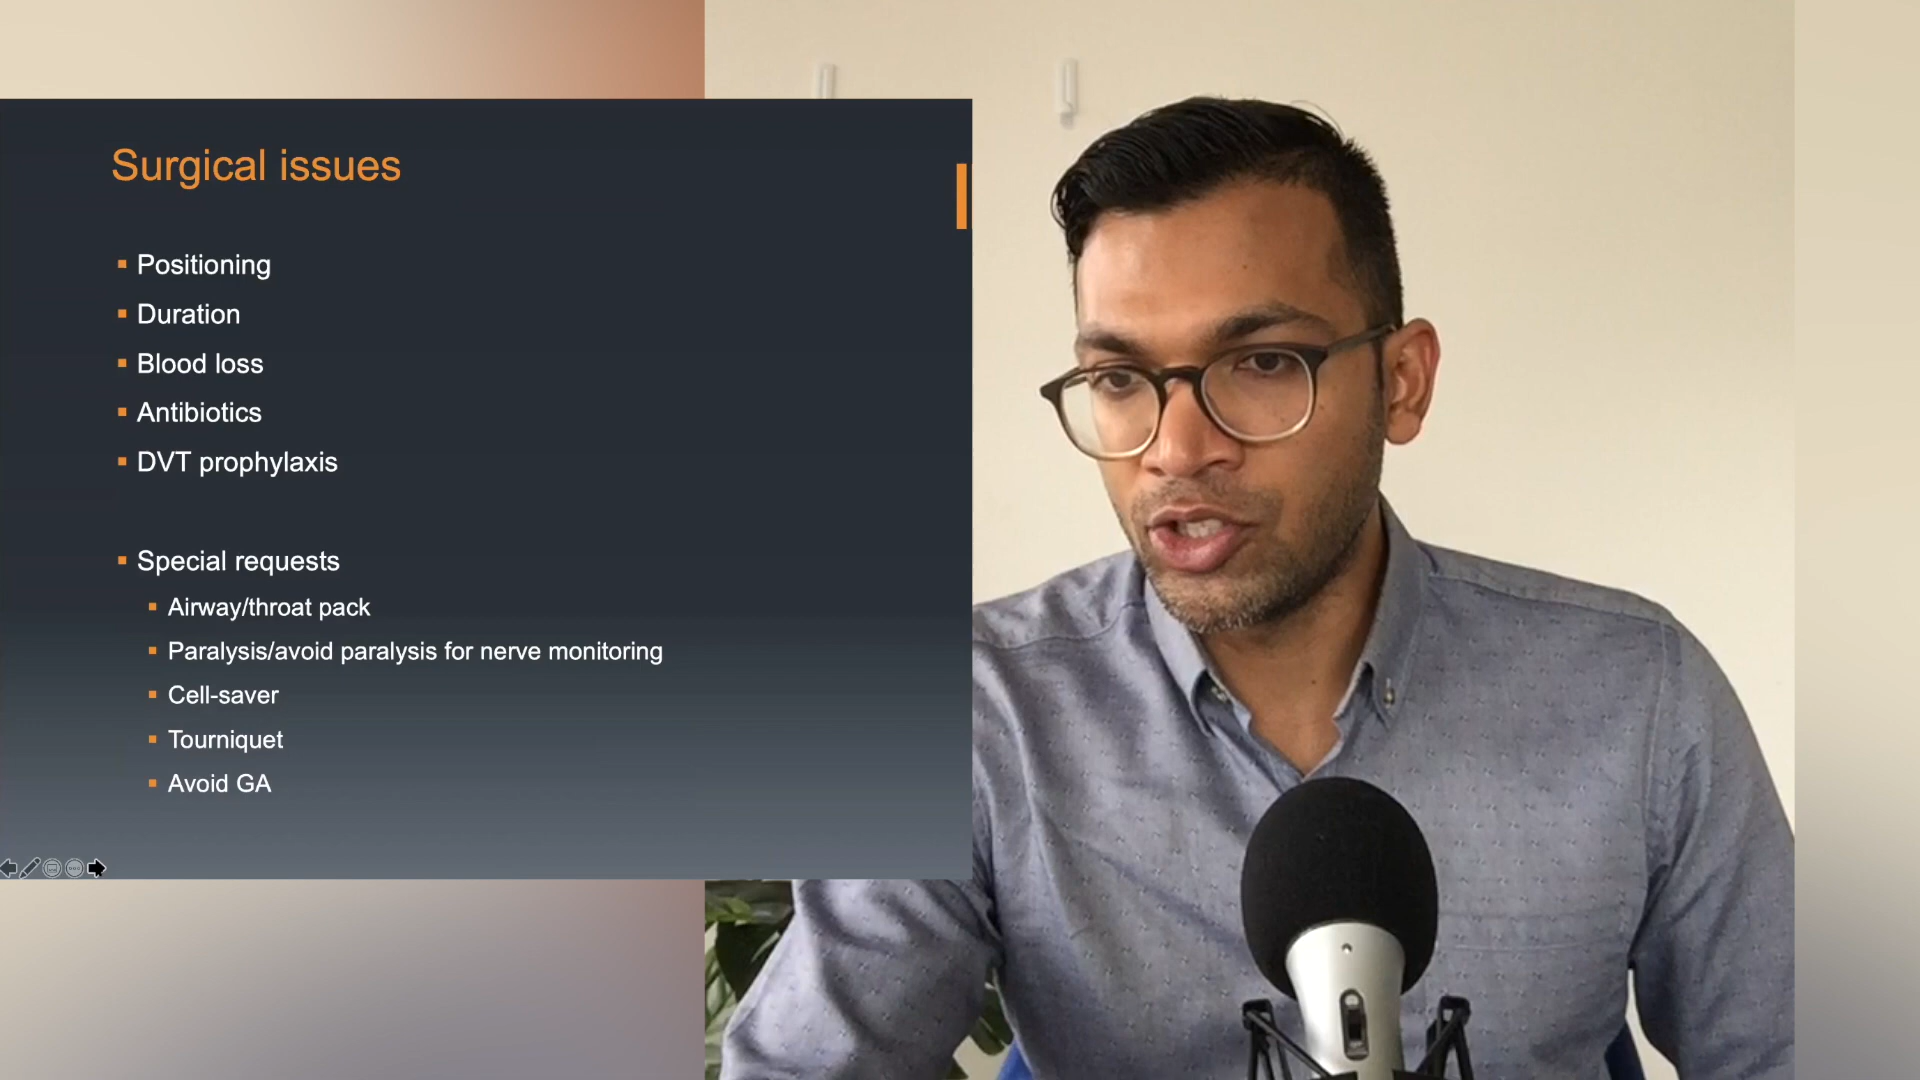 Surgical issues
Positioning
Duration
Blood loss
Antibiotics
DVT prophylaxis
Special requests
Airway/throat pack
Paralysis/avoid paralysis for nerve monitoring
Cell-saver
Tourniquet
Avoid GA